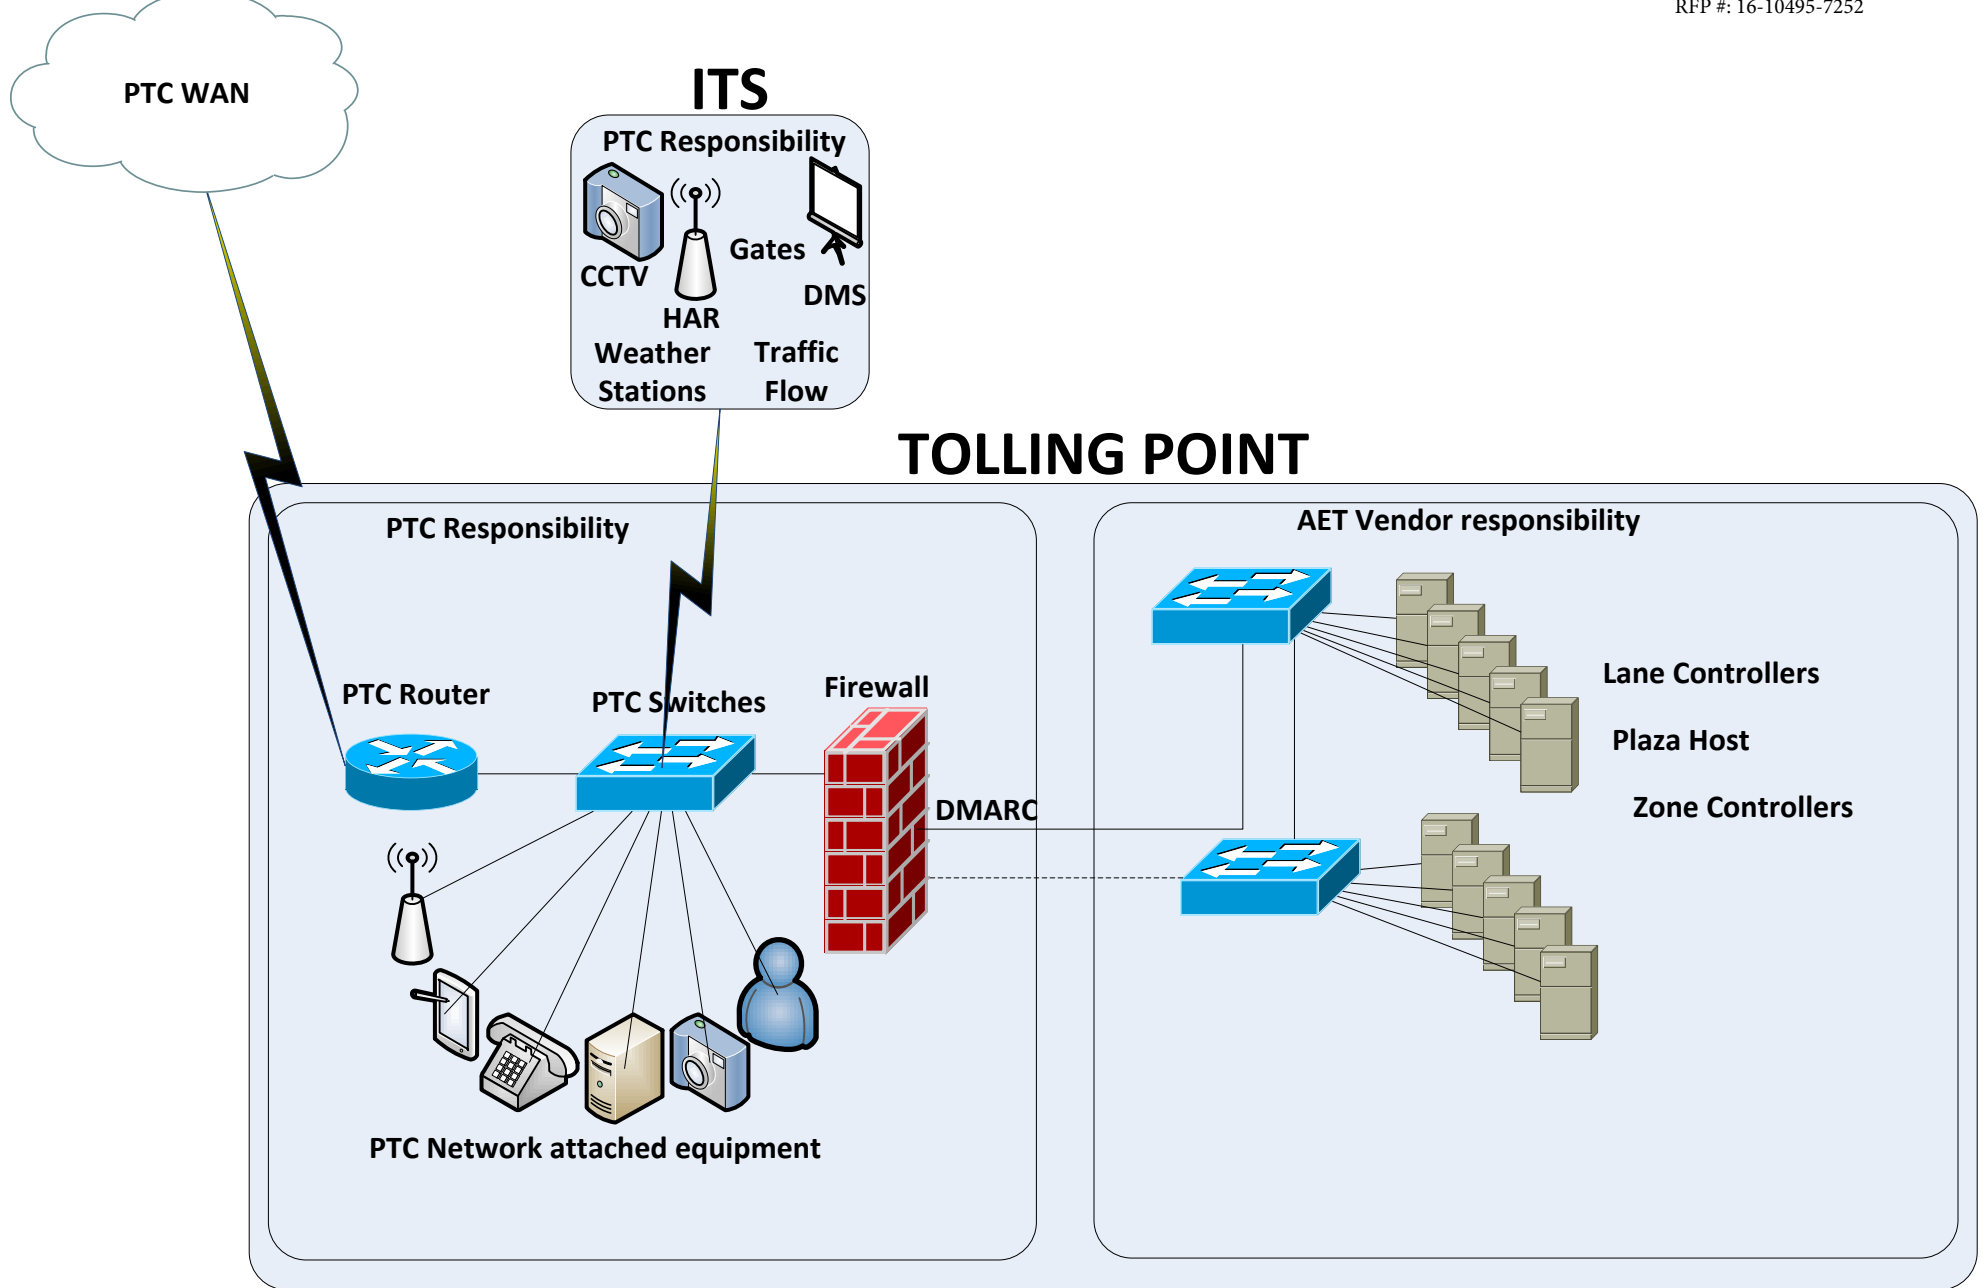 RFP #: 16-10495-7252
PTC WAN
ITS
PTC Responsibility
CCTV
HAR
Gates
DMS
Weather
Stations
Traffic
Flow
TOLLING POINT
PTC Responsibility
PTC Router
PTC Switches
Firewall
DMARC
PTC Network attached equipment
AET Vendor responsibility
Lane Controllers
Plaza Host
Zone Controllers